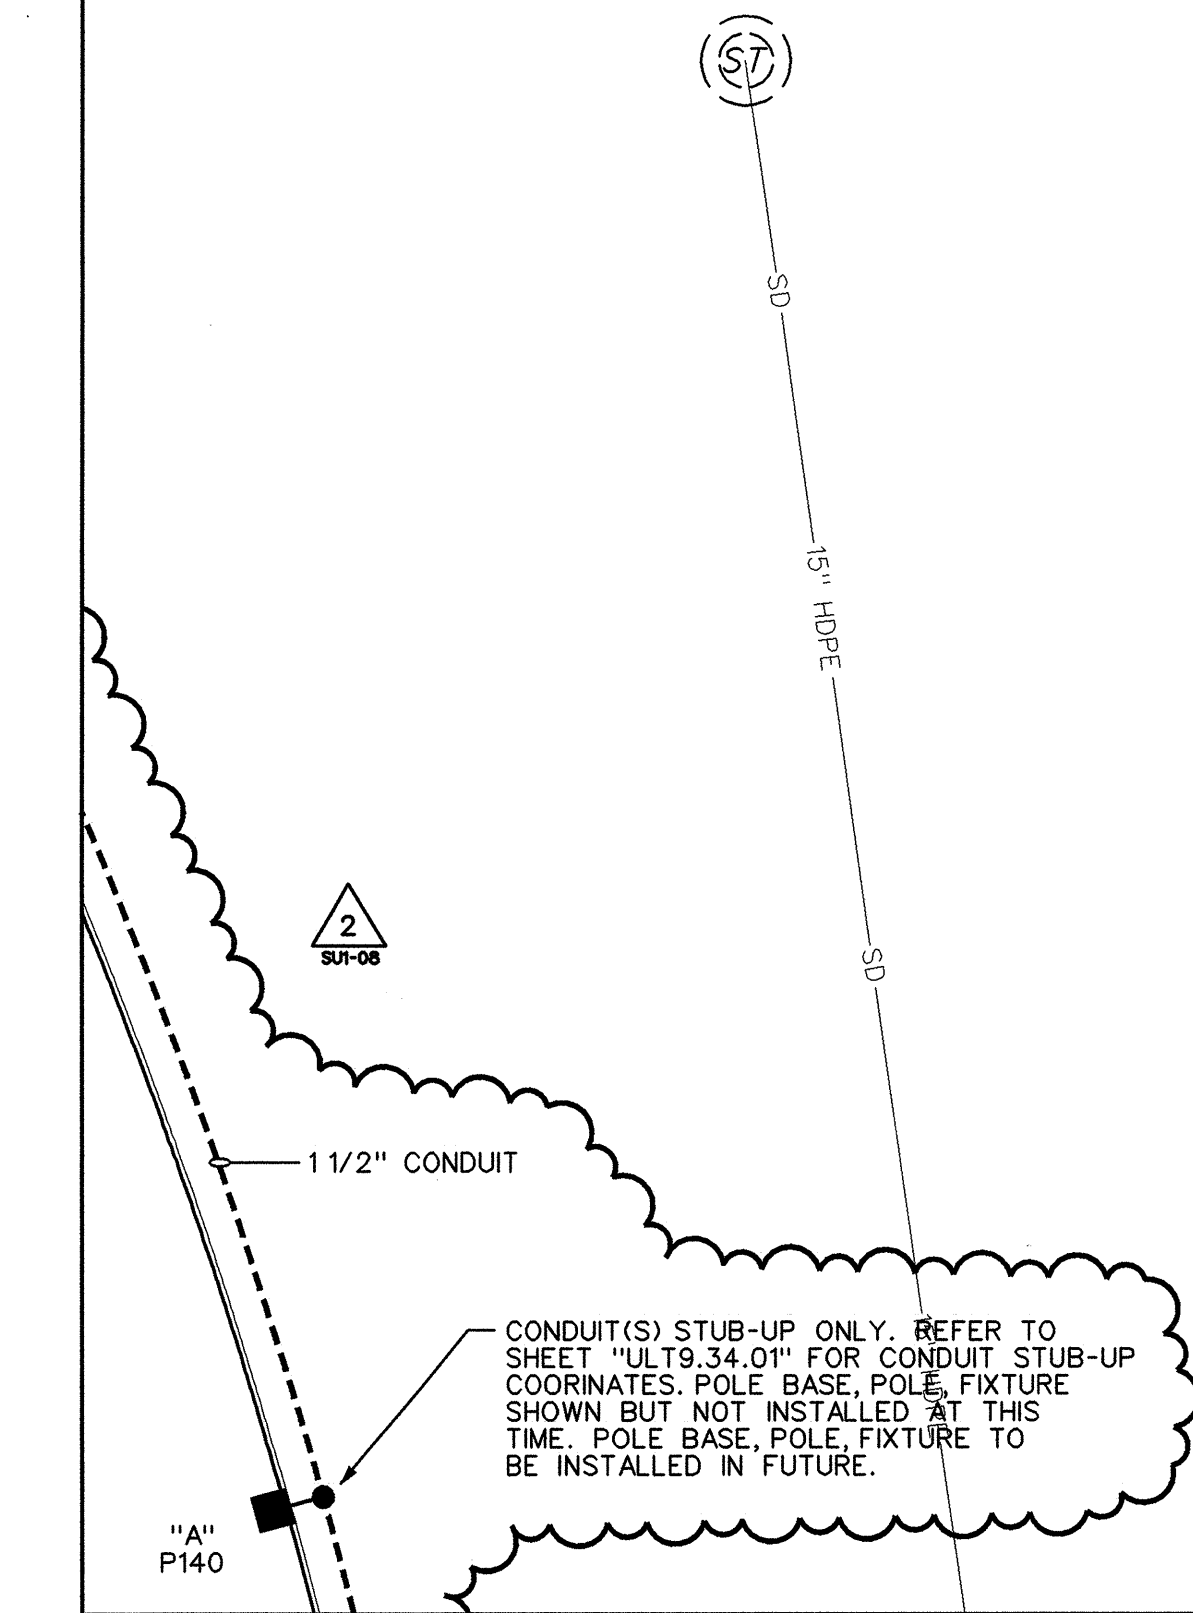 ST
SD
15" HDPE
SD
2
SU1-08
1 1/2" CONDUIT
CONDUIT(S) STUB-UP ONLY. REFER TO
SHEET "ULT9.34.01" FOR CONDUIT STUB-UP
COORINATES. POLE BASE, POLE, FIXTURE
SHOWN BUT NOT INSTALLED AT THIS
TIME. POLE BASE, POLE, FIXTURE TO
BE INSTALLED IN FUTURE.
15" HDPE
"A"
P140